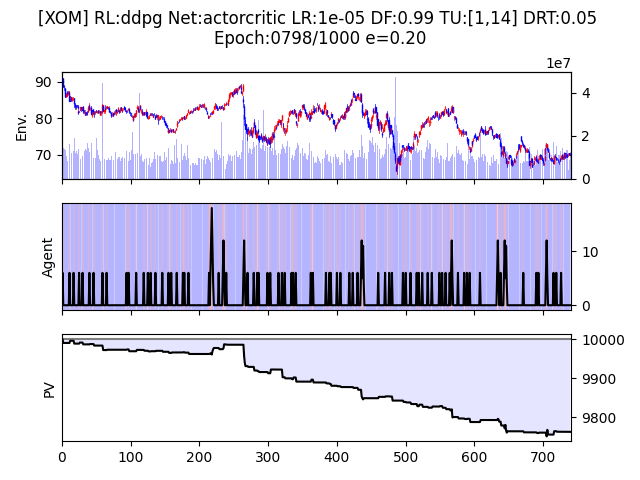 [XOM] RL:ddpg Net:actorcritic LR:1e-05 DF:0.99 TU:[1,14] DRT:0.05
Epoch:0798/1000 e=0.20
1e7
90
80
70
Env.
4
2
0
Agent
10
0
PV
10000
9900
9800
0 100 200 300 400 500 600 700